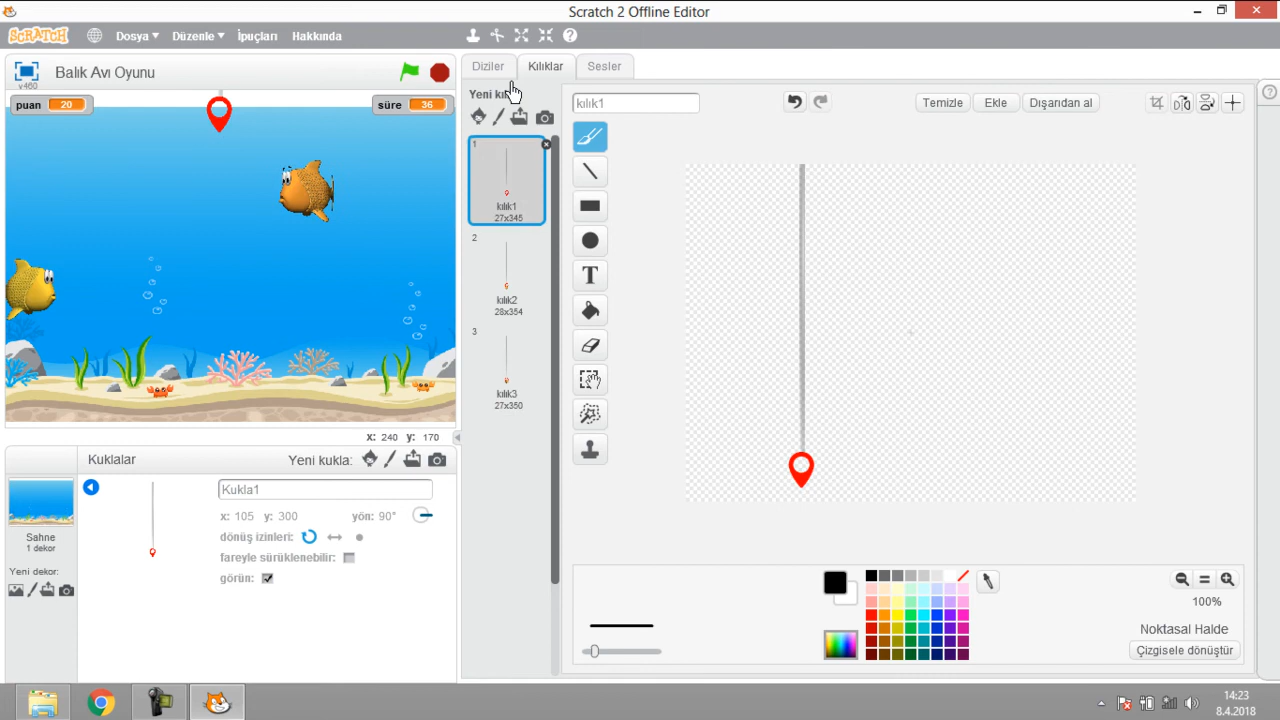 Scratch 2 Offline Editor
SCRATCH
Dosya
Düzenle
İpuçları
Hakkında
v460
Balık Avı Oyunu
Diziler
Kılıklar
Sesler
puan 20
süre 36
kılık1
Temizle
Ekle
Dışarıdan al
T
1
kılık1
27x345
2
kılık2
28x354
3
kılık3
27x350
x: 240 y: 170
Kuklalar
Yeni kukla:
Sahne
1 dekor
Yeni dekor:
Kukla1
x: 105 y: 300
yön: 90°
dönüş izinleri:
fareyle sürüklenebilir:
görün:
100%
Noktasal Halde
Çizgisele dönüştür
14:23
8.4.2018